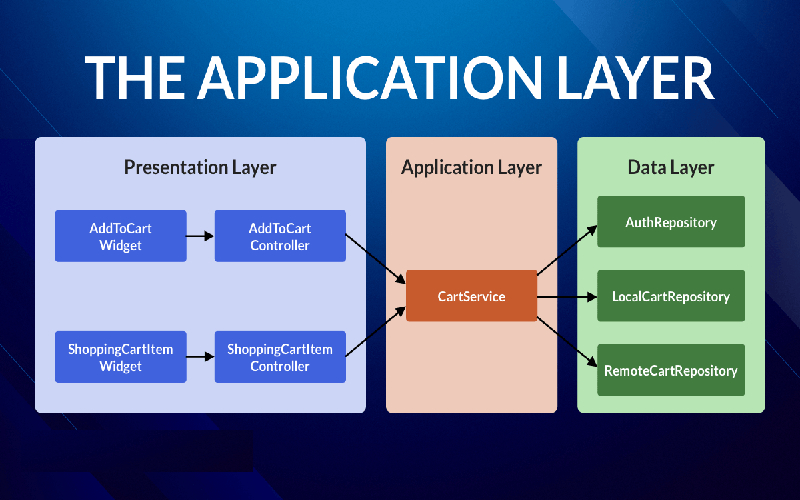 THE APPLICATION LAYER
Presentation Layer
AddToCart
Widget
AddToCart
Controller
ShoppingCartItem
Widget
ShoppingCartItem
Controller
Application Layer
CartService
Data Layer
AuthRepository
LocalCartRepository
RemoteCartRepository